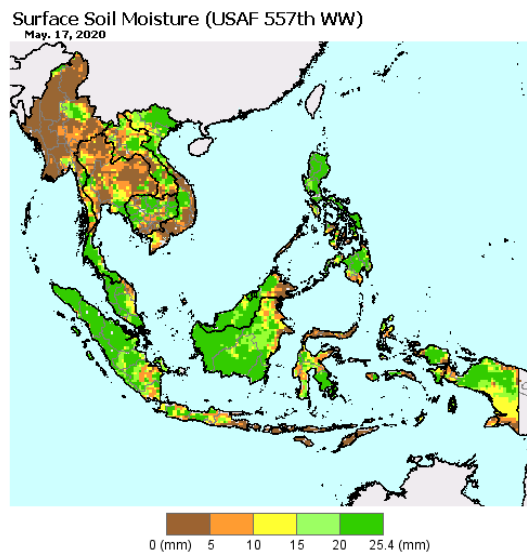 Surface Soil Moisture (USAF 557th WW)
May. 17, 2020
0 (mm) 5 10 15 20 25.4 (mm)